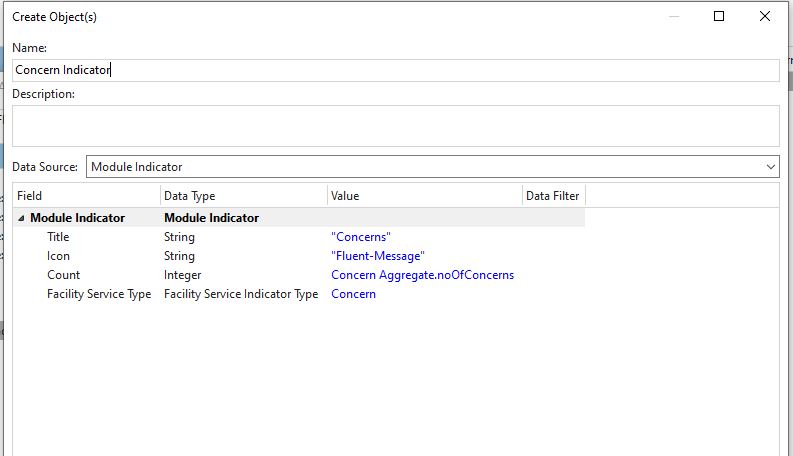 Create Object(s)
Name:
Concern Indicator
Description:
Data Source: Module Indicator
Field Data Type Value Data Filter
Module Indicator Module Indicator
Title String "Concerns"
Icon String "Fluent-Message"
Count Integer Concern Aggregate.noOfConcerns
Facility Service Type Facility Service Indicator Type Concern